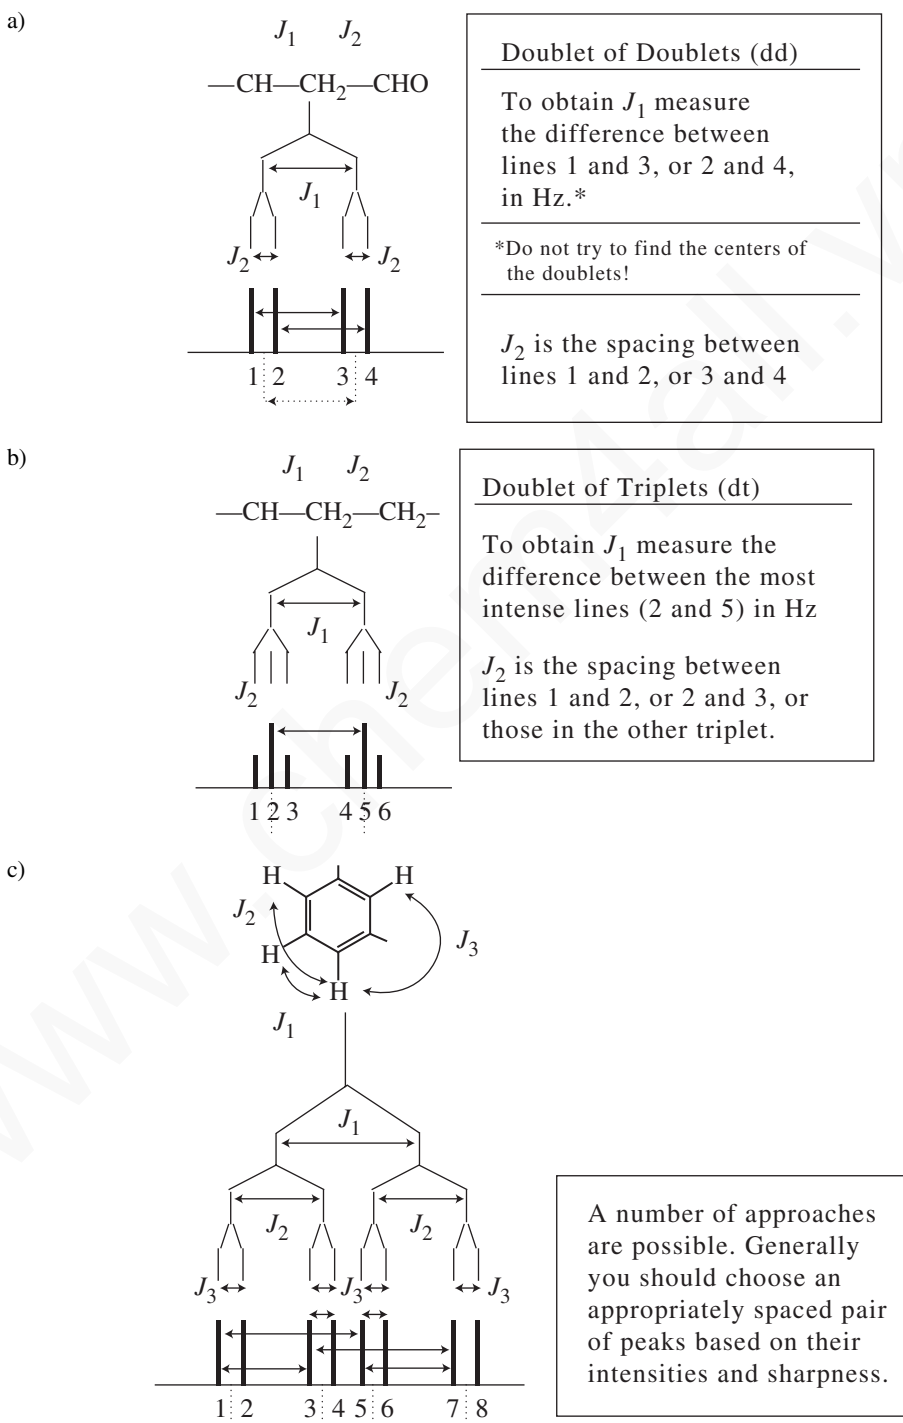 a)
J1 J2
—CH—CH2—CHO
J1
J2 J2
1 2 3 4
Doublet of Doublets (dd)
To obtain J1 measure
the difference between
lines 1 and 3, or 2 and 4,
in Hz.*
*Do not try to find the centers of
the doublets!
J2 is the spacing between
lines 1 and 2, or 3 and 4
b)
J1 J2
—CH—CH2—CH2–
J1
J2 J2
1 2 3 4 5 6
Doublet of Triplets (dt)
To obtain J1 measure the
difference between the most
intense lines (2 and 5) in Hz
J2 is the spacing between
lines 1 and 2, or 2 and 3, or
those in the other triplet.
c)
H H
J2
H J3
H
J1
J1
J2 J2
J3 J3 J3
1 2 3 4 5 6 7 8
A number of approaches
are possible. Generally
you should choose an
appropriately spaced pair
of peaks based on their
intensities and sharpness.
www.chem4all.vn